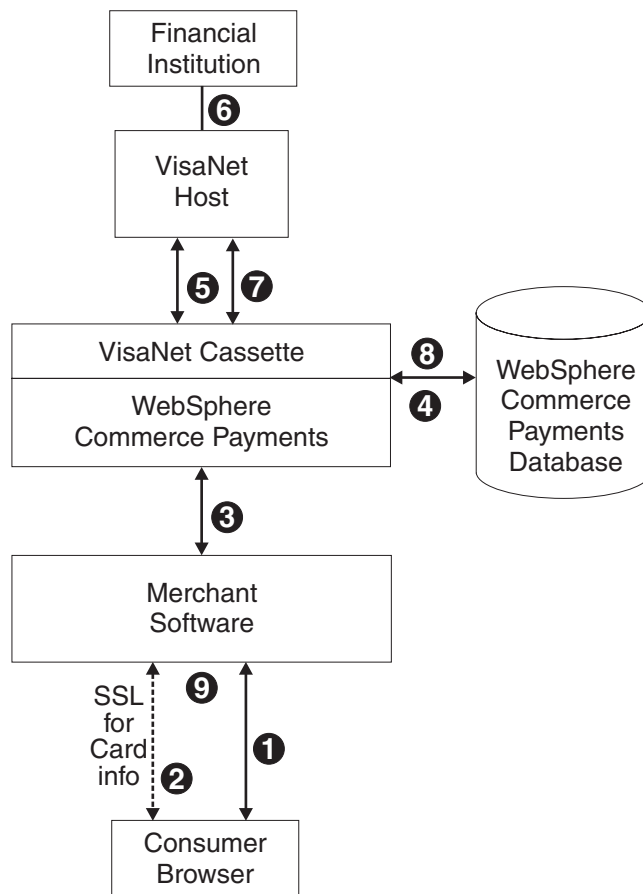 Financial
Institution
6
VisaNet
Host
5
7
VisaNet Cassette
8
WebSphere
Commerce Payments
4
WebSphere
Commerce
Payments
Database
3
Merchant
Software
9
SSL
for
Card
info
1
2
Consumer
Browser